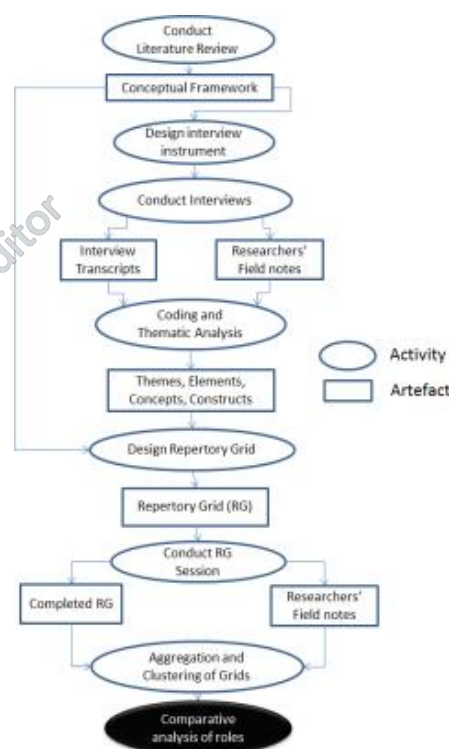 Conduct
Literature Review
Conceptual Framework
Design interview
instrument
Conduct Interviews
Interview
Transcripts
Researchers'
Field notes
Coding and
Thematic Analysis
Activity
Artefact
Themes, Elements,
Concepts, Constructs
Design Repertory Grid
Repertory Grid (RG)
Conduct RG
Session
Completed RG
Researchers'
Field notes
Aggregation and
Clustering of Grids
Comparative
analysis of roles